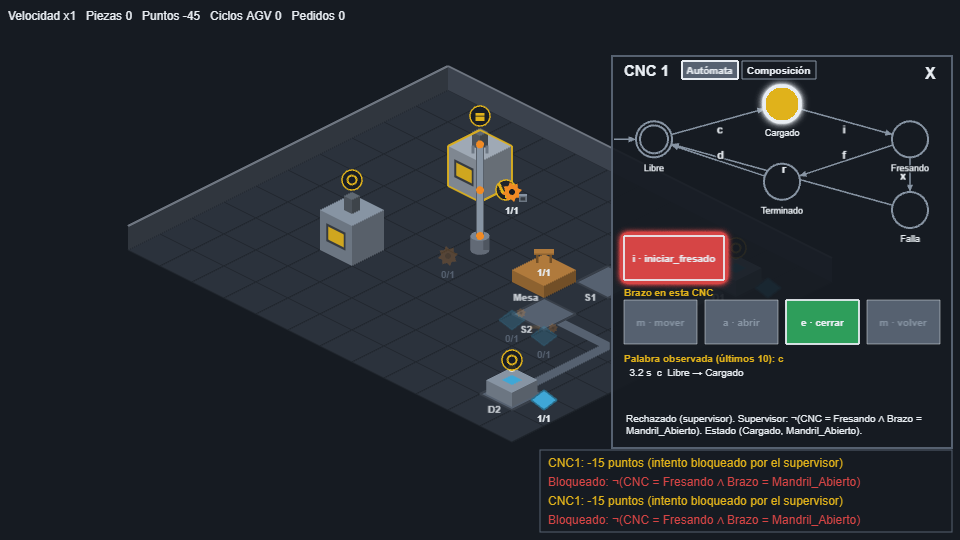 Velocidad x1 Piezas 0 Puntos -45 Ciclos AGV 0 Pedidos 0
CNC 1 Autómata Composición X
Cargado
c
i
Libre
d
r
f
Fresando
x
Terminado
Falla
i - iniciar_fresado
Brazo en esta CNC
m - mover a - abrir e - cerrar m - volver
Palabra observada (últimos 10): c
3.2 s c Libre → Cargado
Rechazado (supervisor). Supervisor: ¬(CNC = Fresando ∧ Brazo =
Mandril_Abierto). Estado (Cargado, Mandril_Abierto).
1/1
0/1
1/1
Mesa
S1
S2
0/1
0/1
D2
1/1
CNC1: -15 puntos (intento bloqueado por el supervisor)
Bloqueado: ¬(CNC = Fresando ∧ Brazo = Mandril_Abierto)
CNC1: -15 puntos (intento bloqueado por el supervisor)
Bloqueado: ¬(CNC = Fresando ∧ Brazo = Mandril_Abierto)